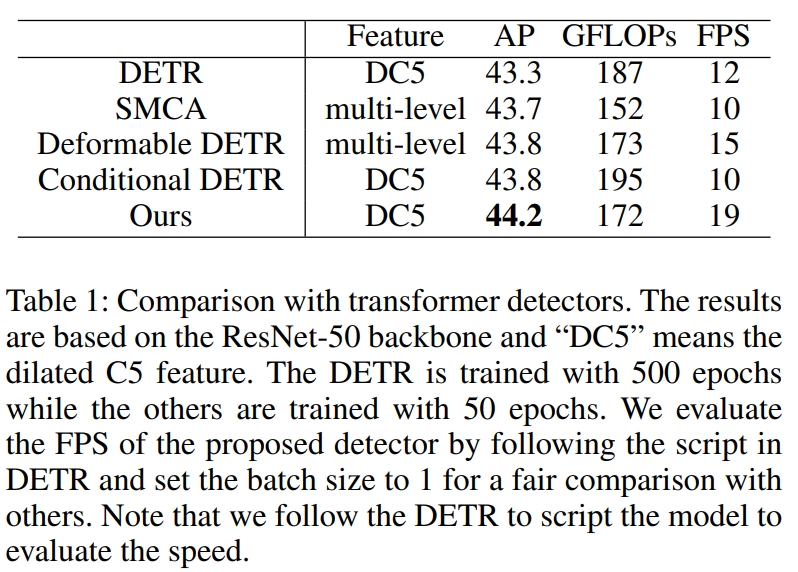 Feature AP GFLOPs FPS
DETR DC5 43.3 187 12
SMCA multi-level 43.7 152 10
Deformable DETR multi-level 43.8 173 15
Conditional DETR DC5 43.8 195 10
Ours DC5 44.2 172 19
Table 1: Comparison with transformer detectors. The results
are based on the ResNet-50 backbone and “DC5” means the
dilated C5 feature. The DETR is trained with 500 epochs
while the others are trained with 50 epochs. We evaluate
the FPS of the proposed detector by following the script in
DETR and set the batch size to 1 for a fair comparison with
others. Note that we follow the DETR to script the model to
evaluate the speed.